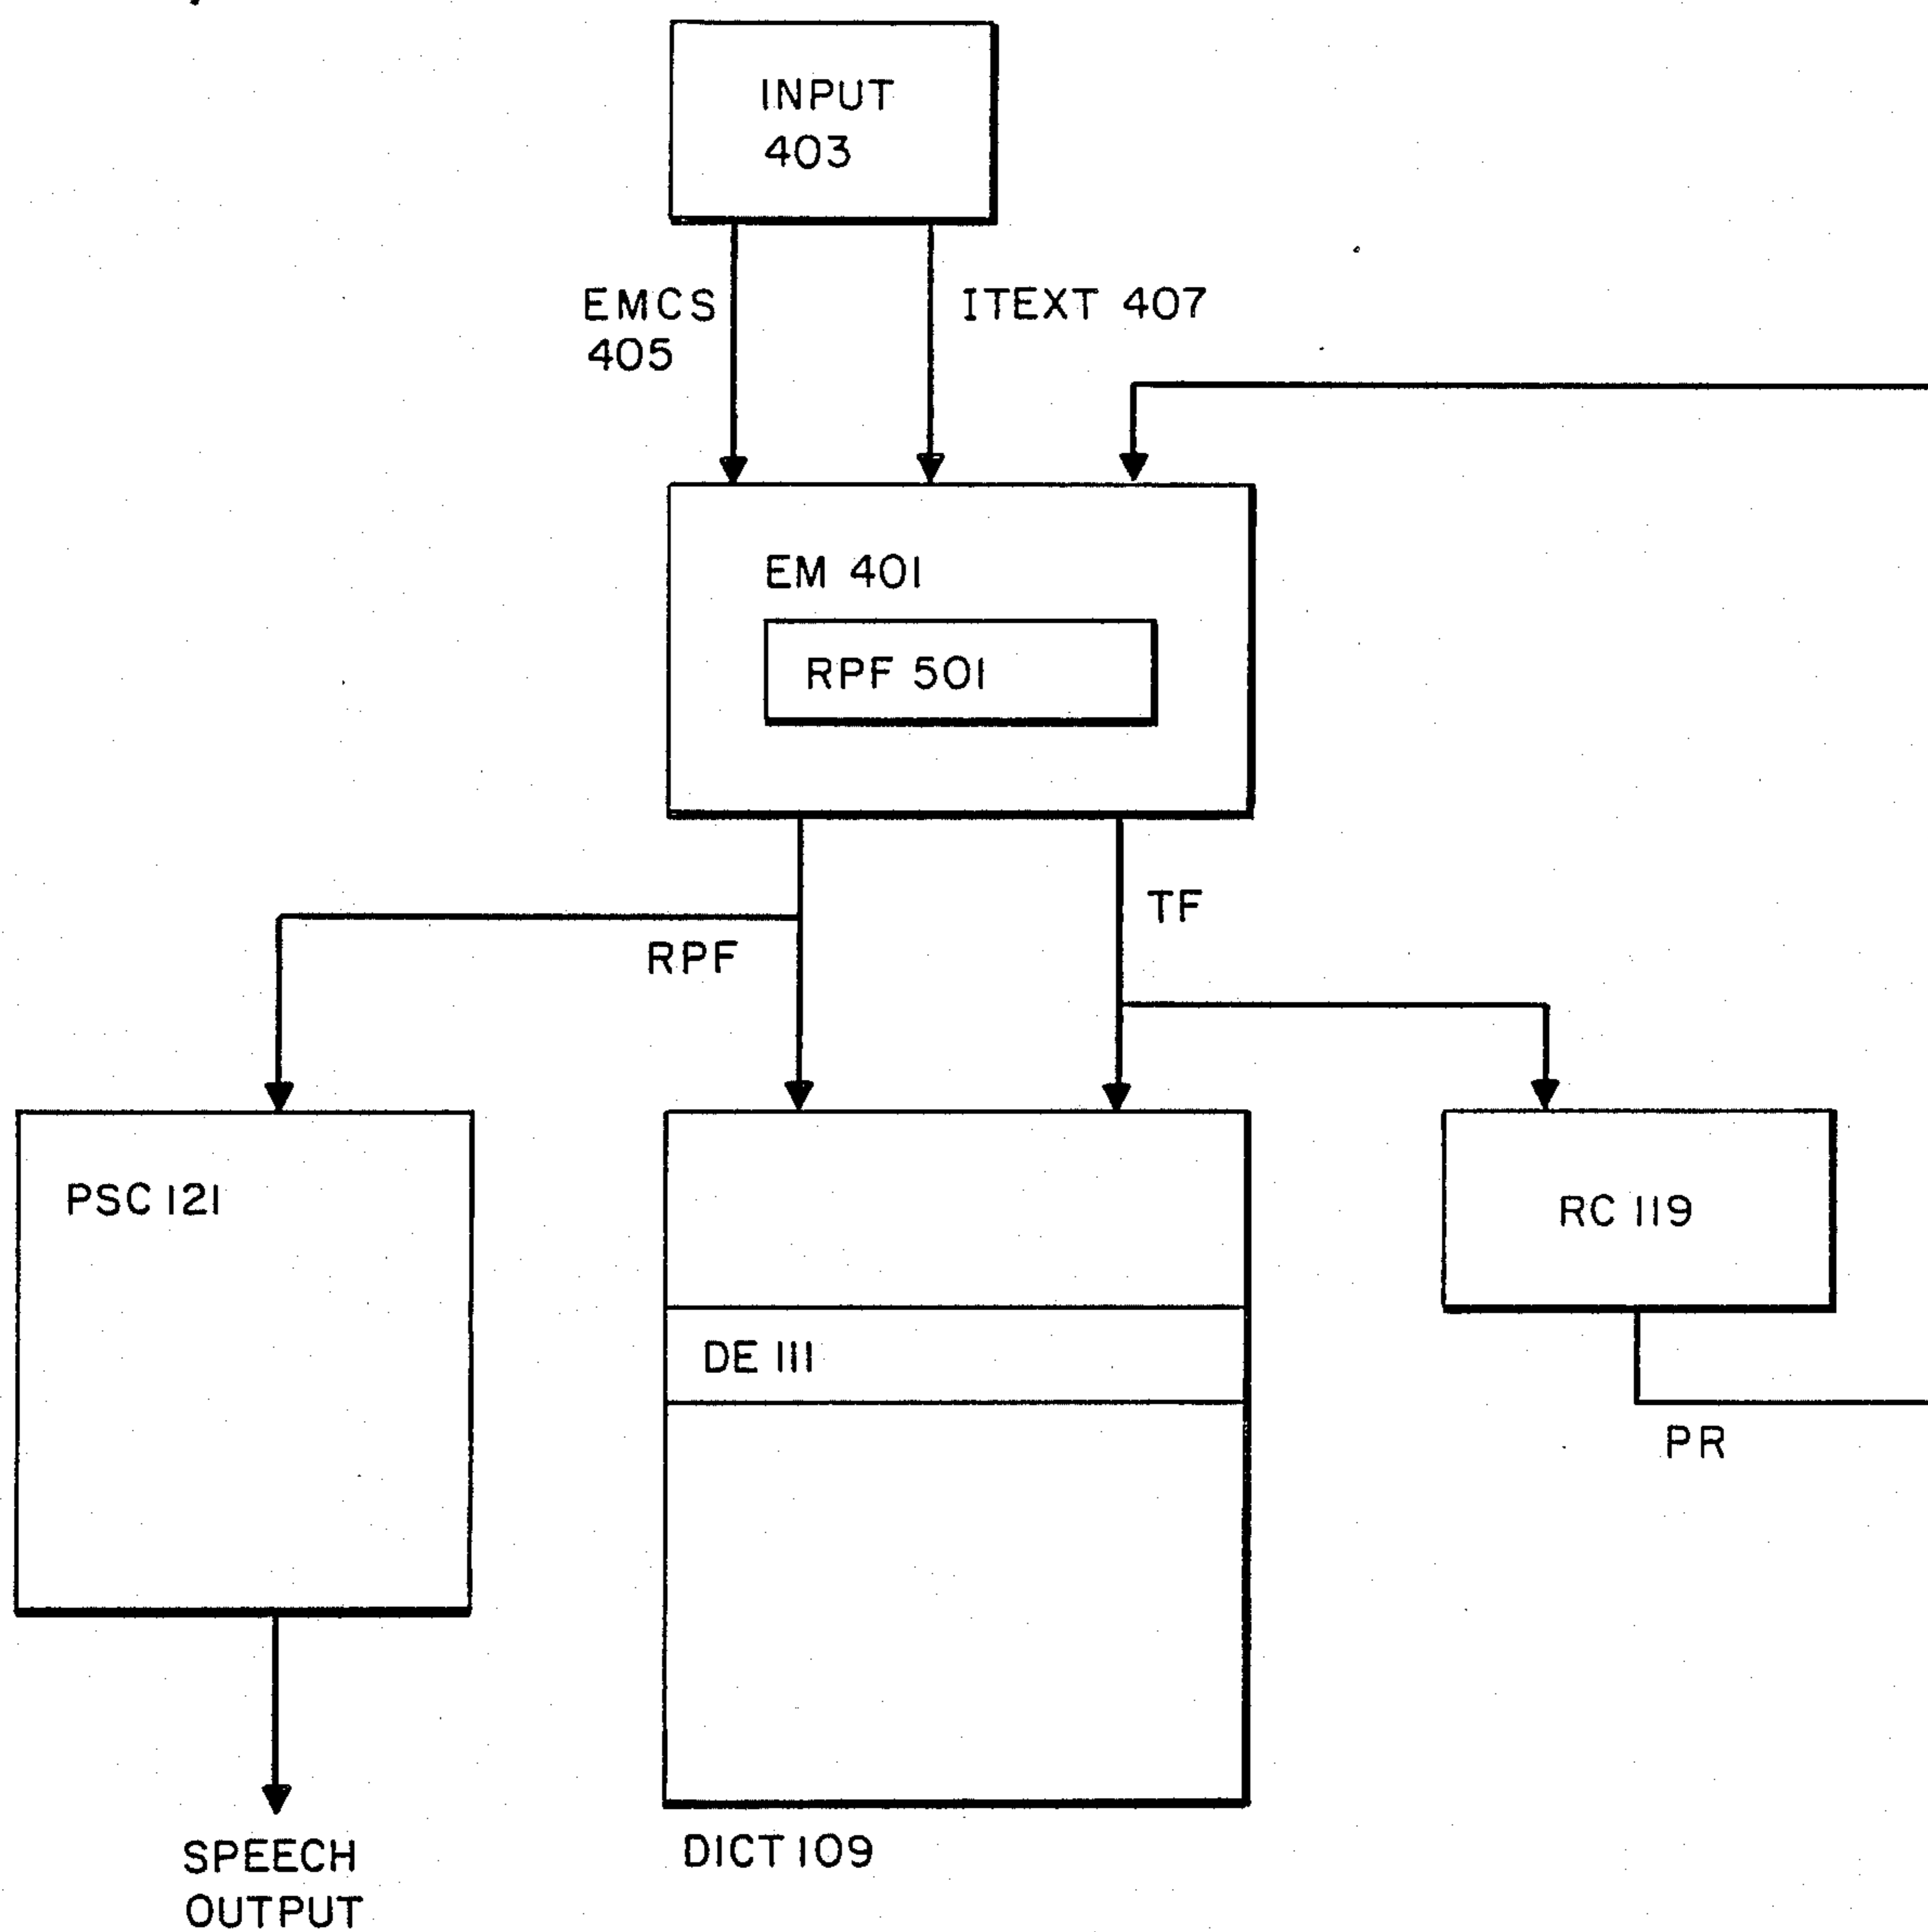 INPUT
403
EMCS
405
ITEXT 407
EM 401
RPF 501
TF
RPF
PSC 121
RC 119
DE 111
PR
DICT 109
SPEECH
OUTPUT